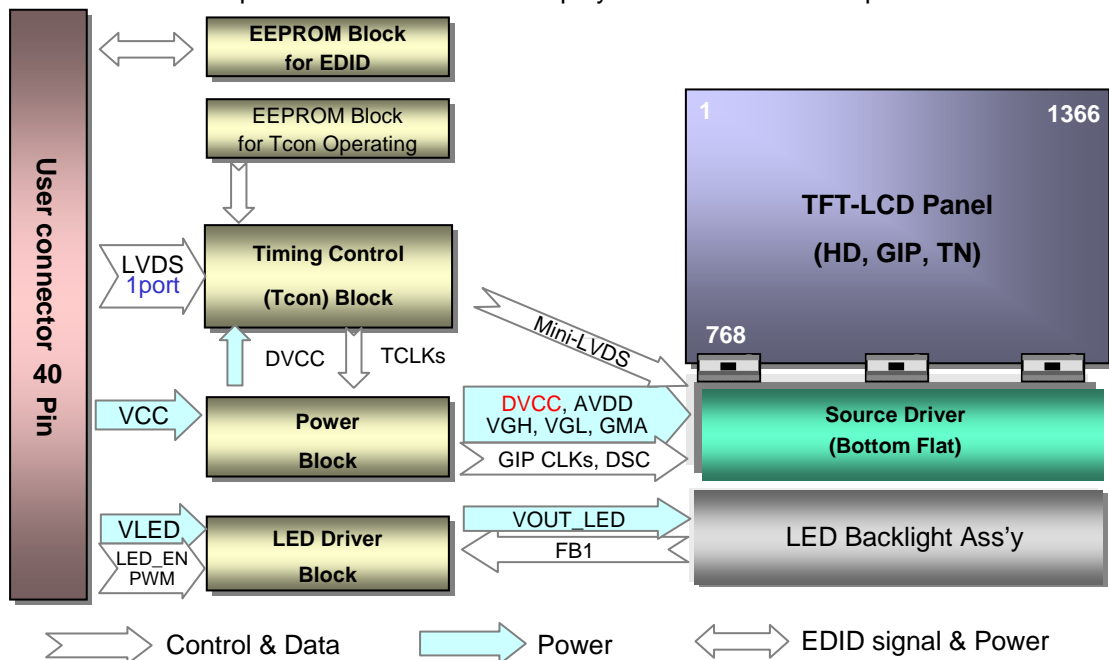 EEPROM Block
for EDID
EEPROM Block
for Tcon Operating
User connector 40 Pin
LVDS
1port
Timing Control
(Tcon) Block
DVCC
TCLKs
Mini-LVDS
1
1366
TFT-LCD Panel
(HD, GIP, TN)
768
VCC
Power
Block
DVCC, AVDD
VGH, VGL, GMA
GIP CLKs, DSC
Source Driver
(Bottom Flat)
VLED
LED_EN
PWM
LED Driver
Block
VOUT_LED
FB1
LED Backlight Ass'y
Control & Data
Power
EDID signal & Power